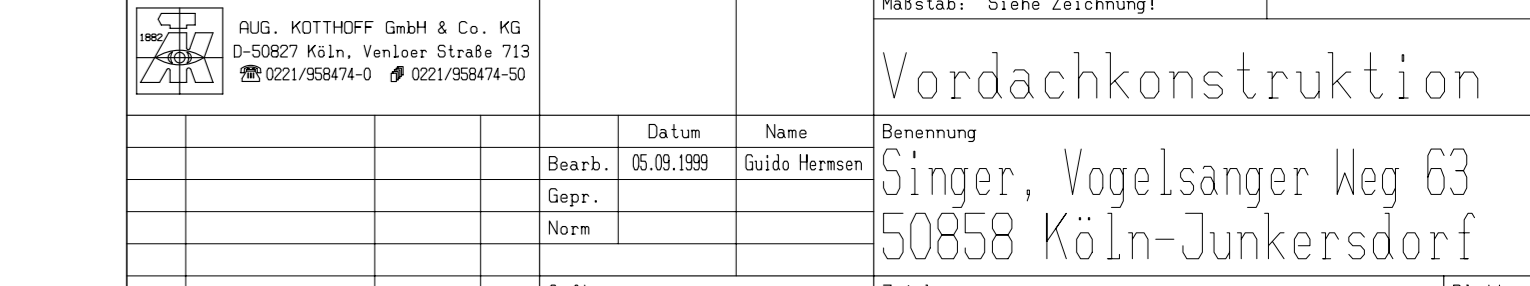 Maßstab: Siehe Zeichnung!
1882
AUG. KOTTHOFF GmbH & Co. KG
D-50827 Köln, Venloer Straße 713
☎ 0221/958474-0 0221/958474-50
Vordachkonstruktion
Datum Name
Bearb. 05.09.1999 Guido Hermsen
Gepr.
Norm
Benennung
Singer, Vogelsanger Weg 63
50858 Köln-Junkersdorf